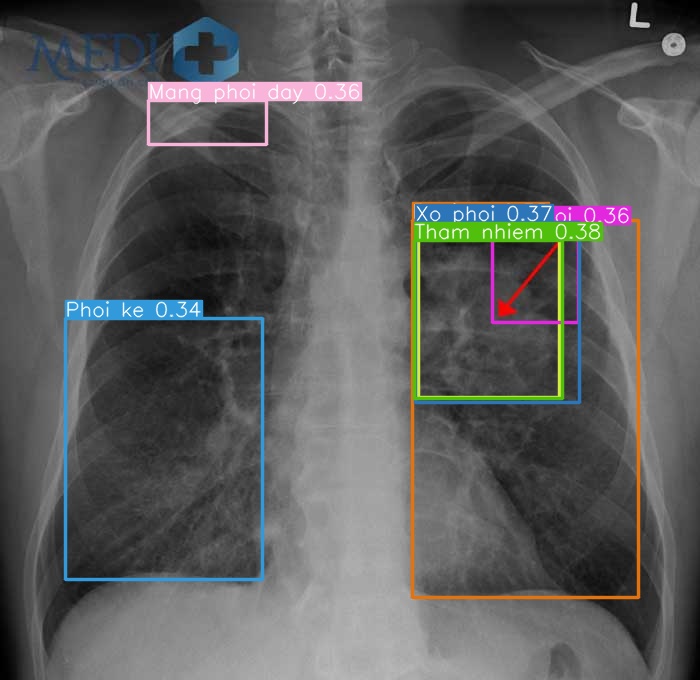 L
MEDI
Mang phoi day 0.36
Xo phoi 0.37
oi 0.36
Tham nhiem 0.38
Phoi ke 0.34